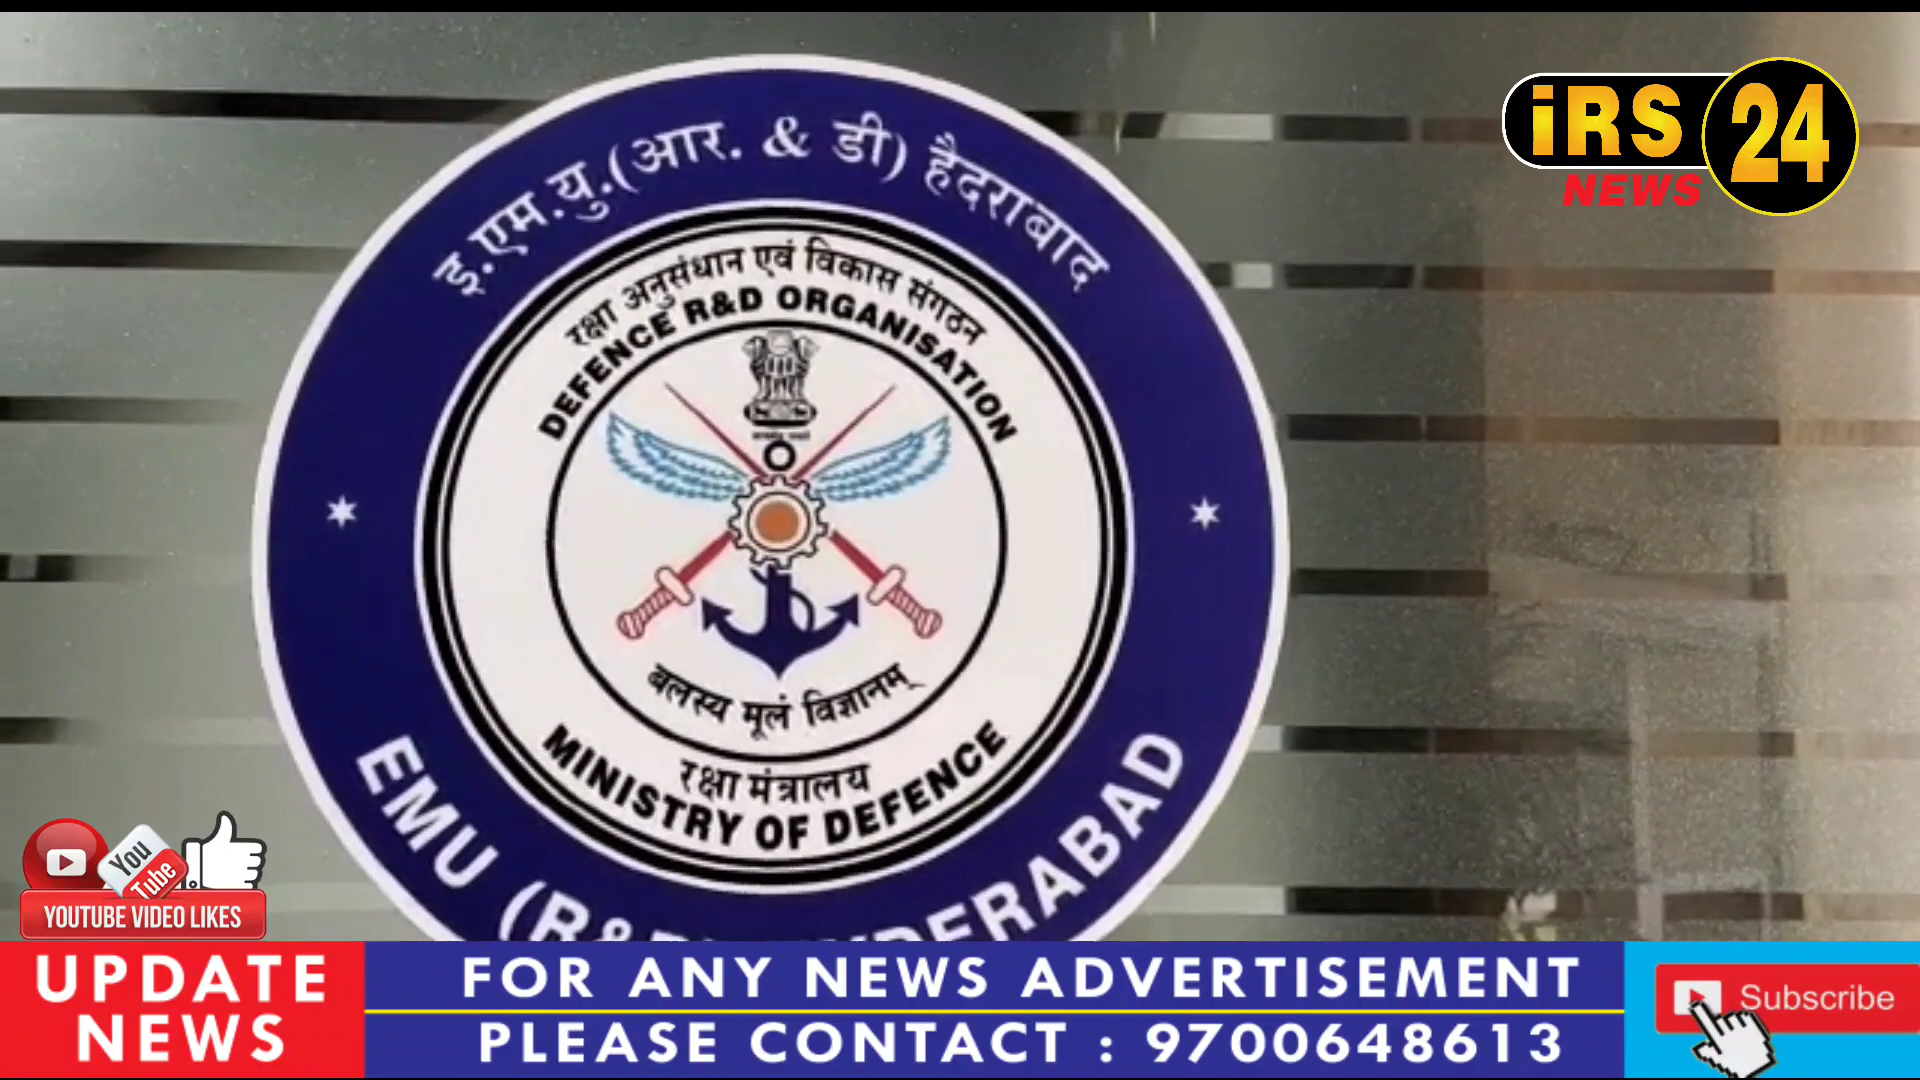 iRS 24
NEWS
इ.एम.यु.(आर. & डी) हैदराबाद
रक्षा अनुसंधान एवं विकास संगठन
DEFENCE R&D ORGANISATION
बलस्य मूलं विज्ञानम्
रक्षा मंत्रालय
MINISTRY OF DEFENCE
EMU (R&D) HYDERABAD
You
Tube
YOUTUBE VIDEO LIKES
UPDATE
NEWS
FOR ANY NEWS ADVERTISEMENT
PLEASE CONTACT : 9700648613
Subscribe